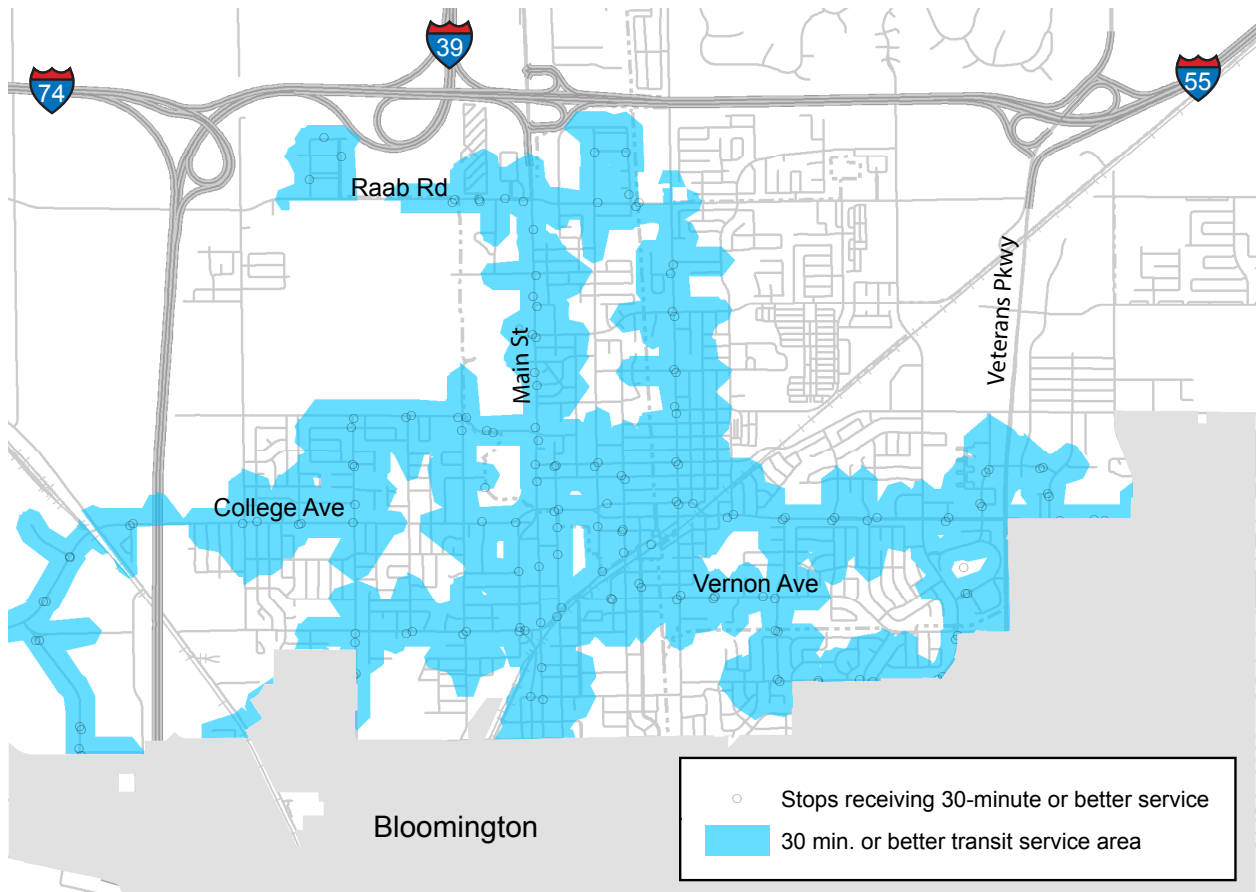 39
74
55
Raab Rd
Main St
Veterans Pkwy
College Ave
Vernon Ave
Bloomington
Stops receiving 30-minute or better service
30 min. or better transit service area